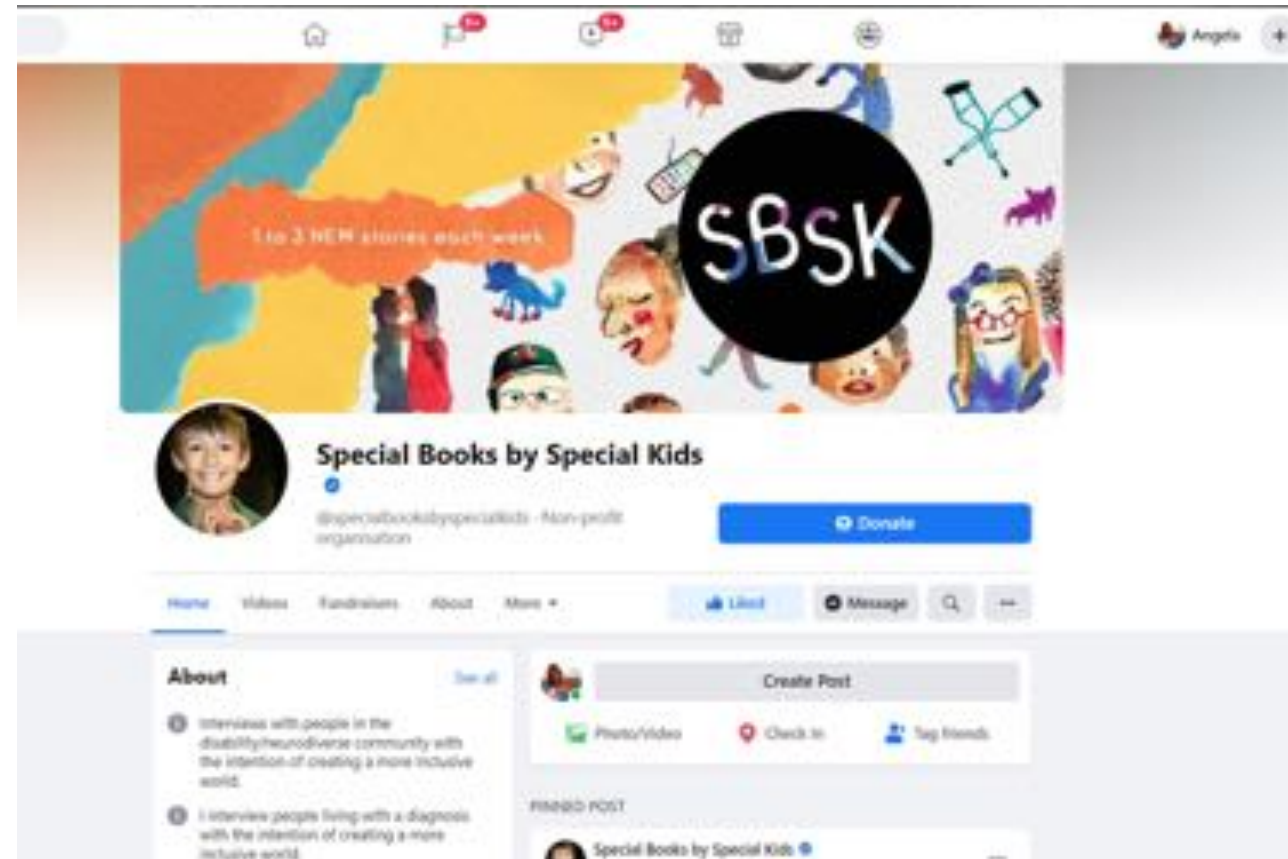 9+
9+
Angela
1 to 3 NEW stories each week
SBSK
Special Books by Special Kids
@specialbooksbyspecialkids · Non-profit
organisation
Donate
Home Videos Fundraisers About More
Liked Message
About See all
Interviews with people in the
disability/neurodiverse community with
the intention of creating a more inclusive
world.
I interview people living with a diagnosis
with the intention of creating a more
inclusive world.
Create Post
Photo/Video Check in Tag friends
PINNED POST
Special Books by Special Kids